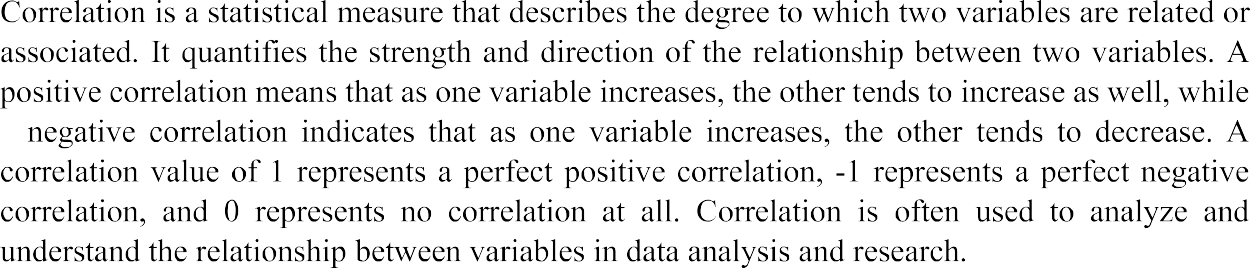 Correlation is a statistical measure that describes the degree to which two variables are related or
associated. It quantifies the strength and direction of the relationship between two variables. A
positive correlation means that as one variable increases, the other tends to increase as well, while
negative correlation indicates that as one variable increases, the other tends to decrease. A
correlation value of 1 represents a perfect positive correlation, -1 represents a perfect negative
correlation, and 0 represents no correlation at all. Correlation is often used to analyze and
understand the relationship between variables in data analysis and research.